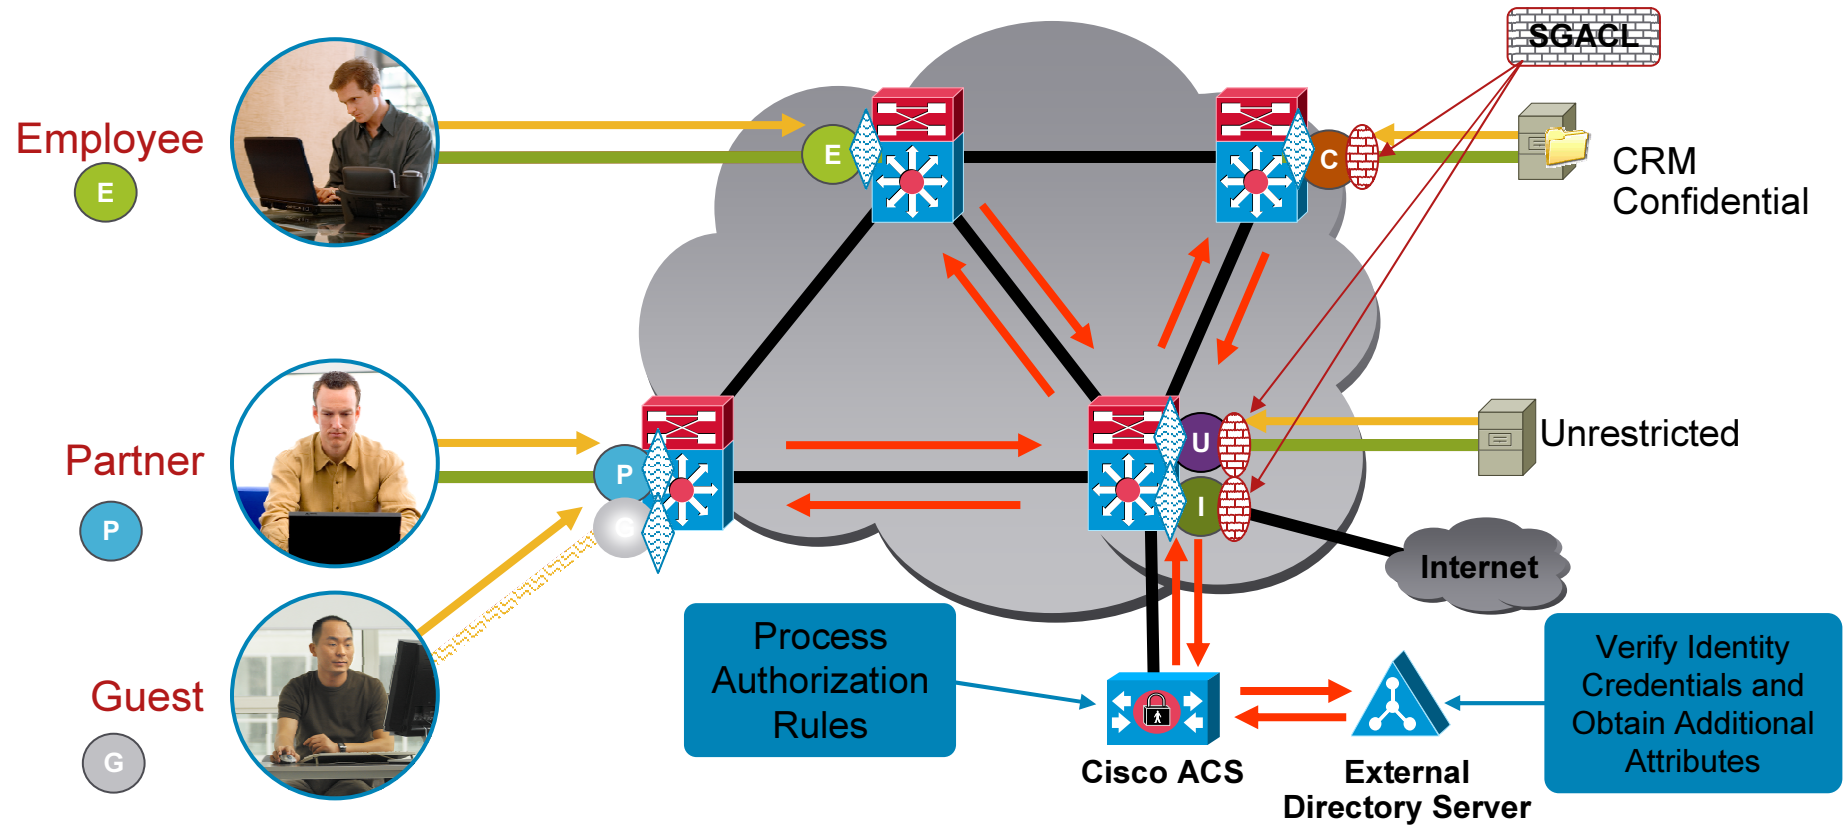 SGACL
Employee
E
E
C
CRM
Confidential
Partner
P
P
G
U
I
Unrestricted
Internet
Guest
G
Process
Authorization
Rules
Verify Identity
Credentials and
Obtain Additional
Attributes
Cisco ACS
External
Directory Server